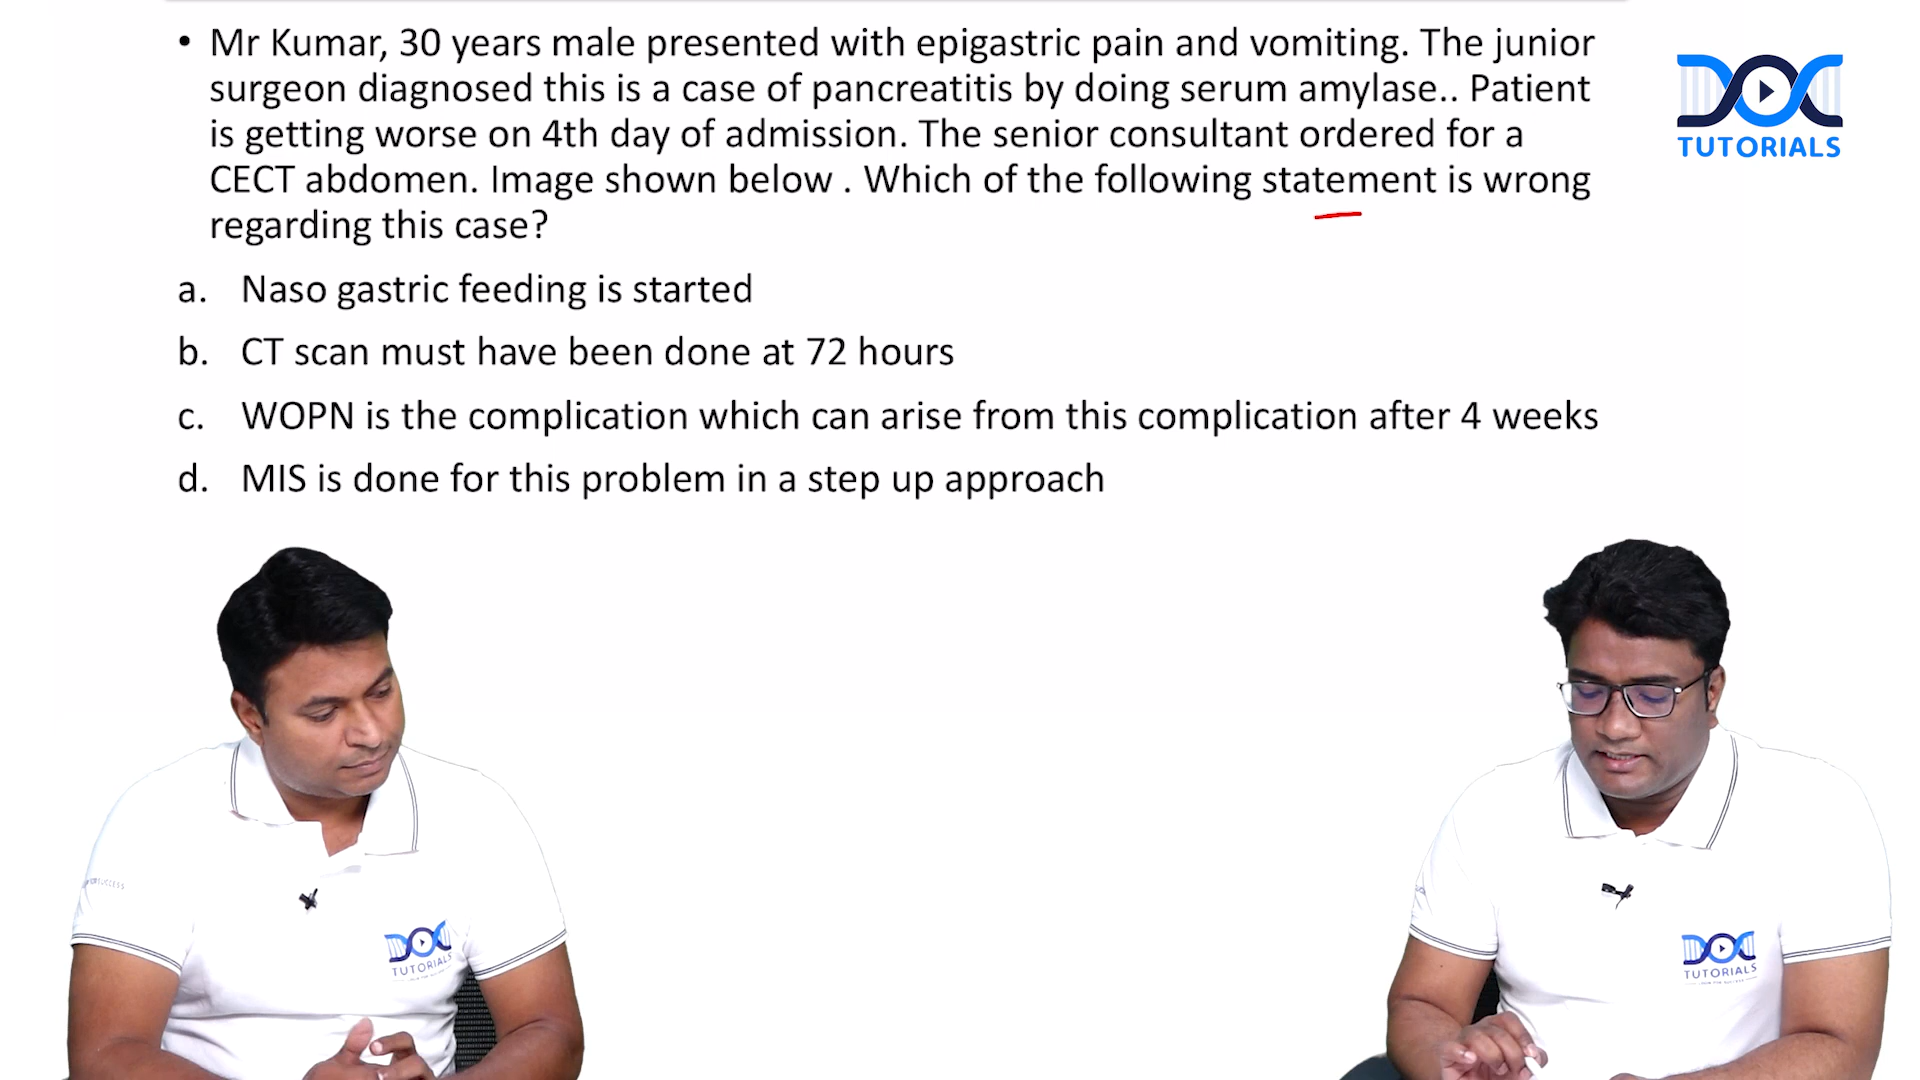 • Mr Kumar, 30 years male presented with epigastric pain and vomiting. The junior
surgeon diagnosed this is a case of pancreatitis by doing serum amylase.. Patient
is getting worse on 4th day of admission. The senior consultant ordered for a
CECT abdomen. Image shown below . Which of the following statement is wrong
regarding this case?
a. Naso gastric feeding is started
b. CT scan must have been done at 72 hours
c. WOPN is the complication which can arise from this complication after 4 weeks
d. MIS is done for this problem in a step up approach
DOC
TUTORIALS
DOC
TUTORIALS
DOC
TUTORIALS